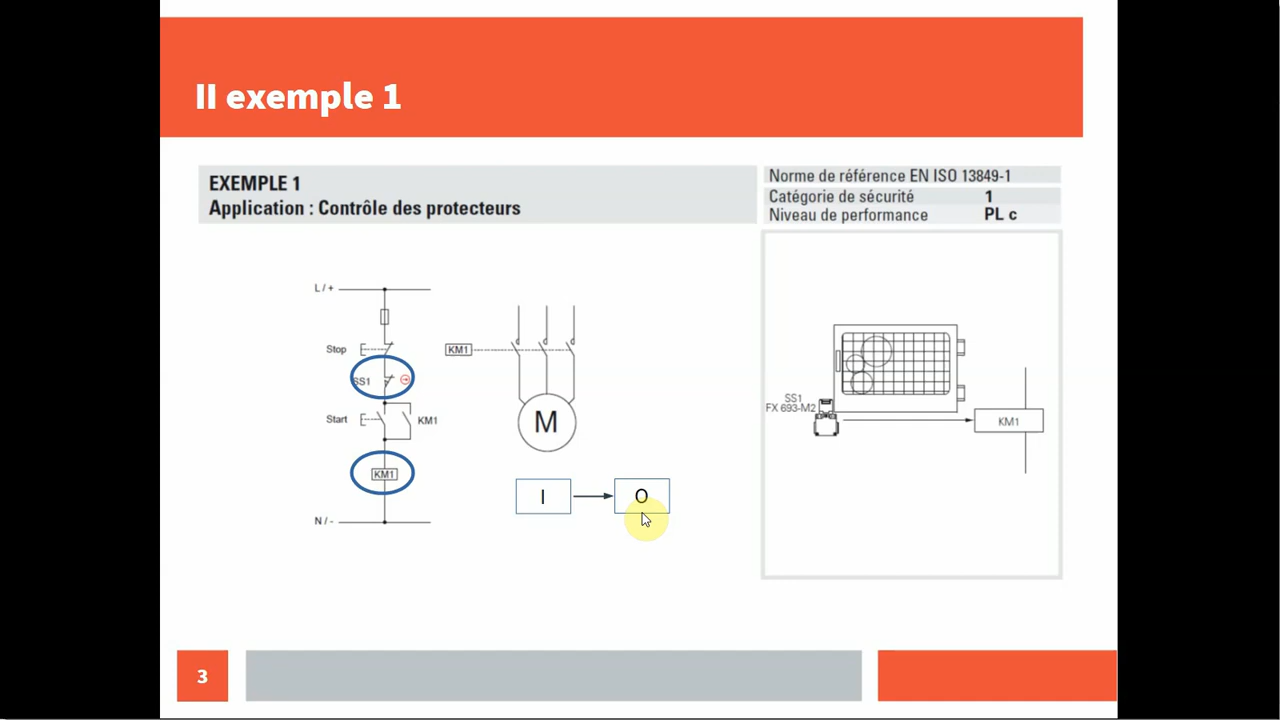 II exemple 1
EXEMPLE 1
Application : Contrôle des protecteurs
Norme de référence EN ISO 13849-1
Catégorie de sécurité 1
Niveau de performance PL c
L / +
Stop
KM1
SS1
Start
KM1
KM1
N / -
M
I
O
SS1
FX 693-M2
KM1
3